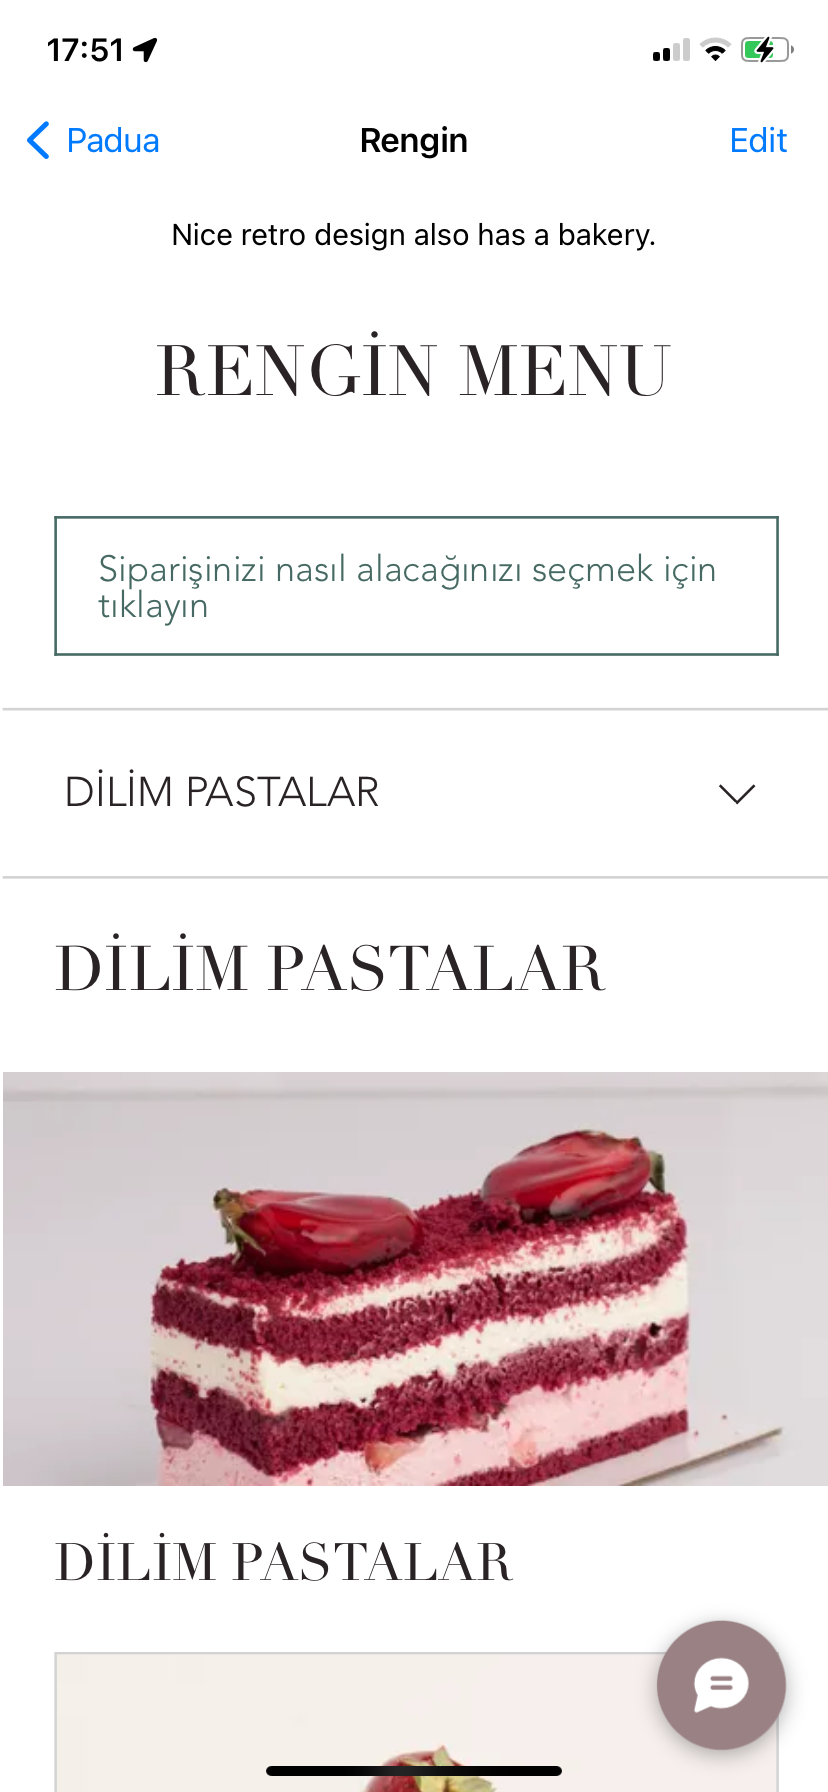 17:51
Padua
Rengin
Edit
Nice retro design also has a bakery.
RENGİN MENU
Siparişinizi nasıl alacağınızı seçmek için
tıklayın
DİLİM PASTALAR
DİLİM PASTALAR
DİLİM PASTALAR